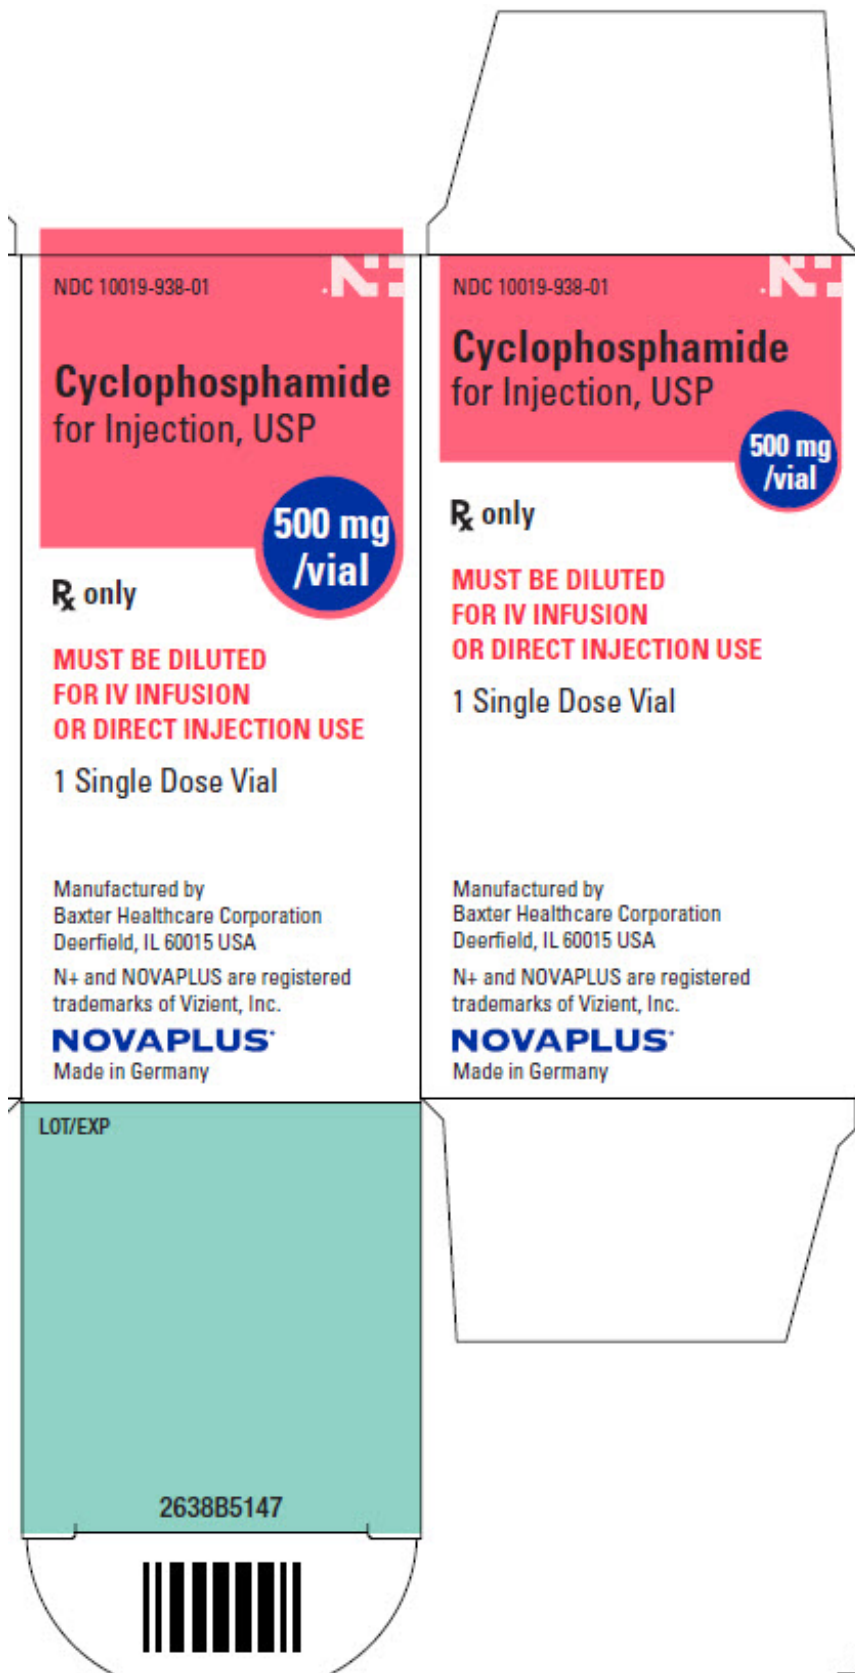 NDC 10019-938-01
N+
Cyclophosphamide
for Injection, USP
500 mg
/vial
Rx only
MUST BE DILUTED
FOR IV INFUSION
OR DIRECT INJECTION USE
1 Single Dose Vial
Manufactured by
Baxter Healthcare Corporation
Deerfield, IL 60015 USA
N+ and NOVAPLUS are registered
trademarks of Vizient, Inc.
NOVAPLUS
Made in Germany
NDC 10019-938-01
N+
Cyclophosphamide
for Injection, USP
500 mg
/vial
Rx only
MUST BE DILUTED
FOR IV INFUSION
OR DIRECT INJECTION USE
1 Single Dose Vial
Manufactured by
Baxter Healthcare Corporation
Deerfield, IL 60015 USA
N+ and NOVAPLUS are registered
trademarks of Vizient, Inc.
NOVAPLUS
Made in Germany
LOT/EXP
2638B5147